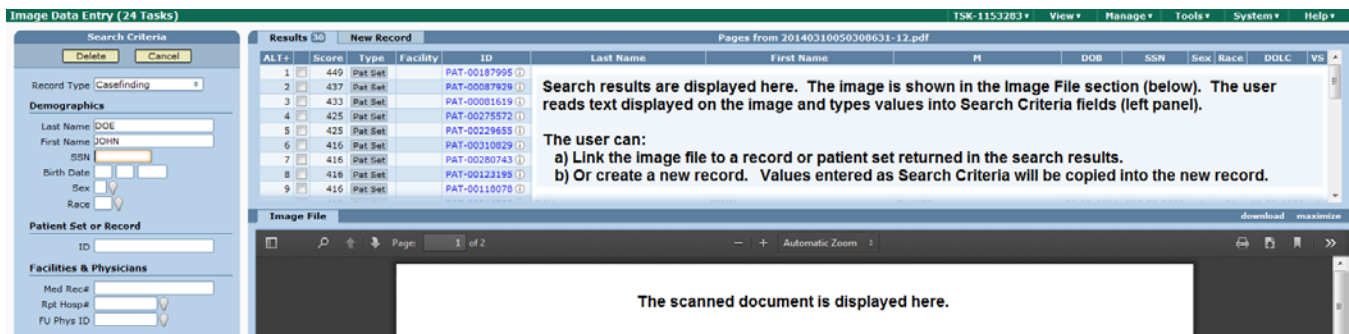 Image Data Entry (24 Tasks) TSK-1153283 View Manage Tools System Help
Search Criteria
Delete Cancel
Record Type Casefinding
Demographics
Last Name DOE
First Name JOHN
SSN
Birth Date
Sex
Race
Patient Set or Record
ID
Facilities & Physicians
Med Rec#
Rpt Hosp#
FU Phys ID
Results 30 New Record Pages from 20140310050308631-12.pdf
ALT+ Score Type Facility ID Last Name First Name M DOB SSN Sex Race DOLC VS
1 449 Pat Set PAT-00187995
2 437 Pat Set PAT-00087929
3 433 Pat Set PAT-00081619
4 425 Pat Set PAT-00275572
5 425 Pat Set PAT-00229655
6 416 Pat Set PAT-00310829
7 416 Pat Set PAT-00280743
8 416 Pat Set PAT-00123195
9 416 Pat Set PAT-00118078
Search results are displayed here. The image is shown in the Image File section (below). The user
reads text displayed on the image and types values into Search Criteria fields (left panel).
The user can:
a) Link the image file to a record or patient set returned in the search results.
b) Or create a new record. Values entered as Search Criteria will be copied into the new record.
Image File download maximize
Page: 1 of 2 Automatic Zoom
The scanned document is displayed here.